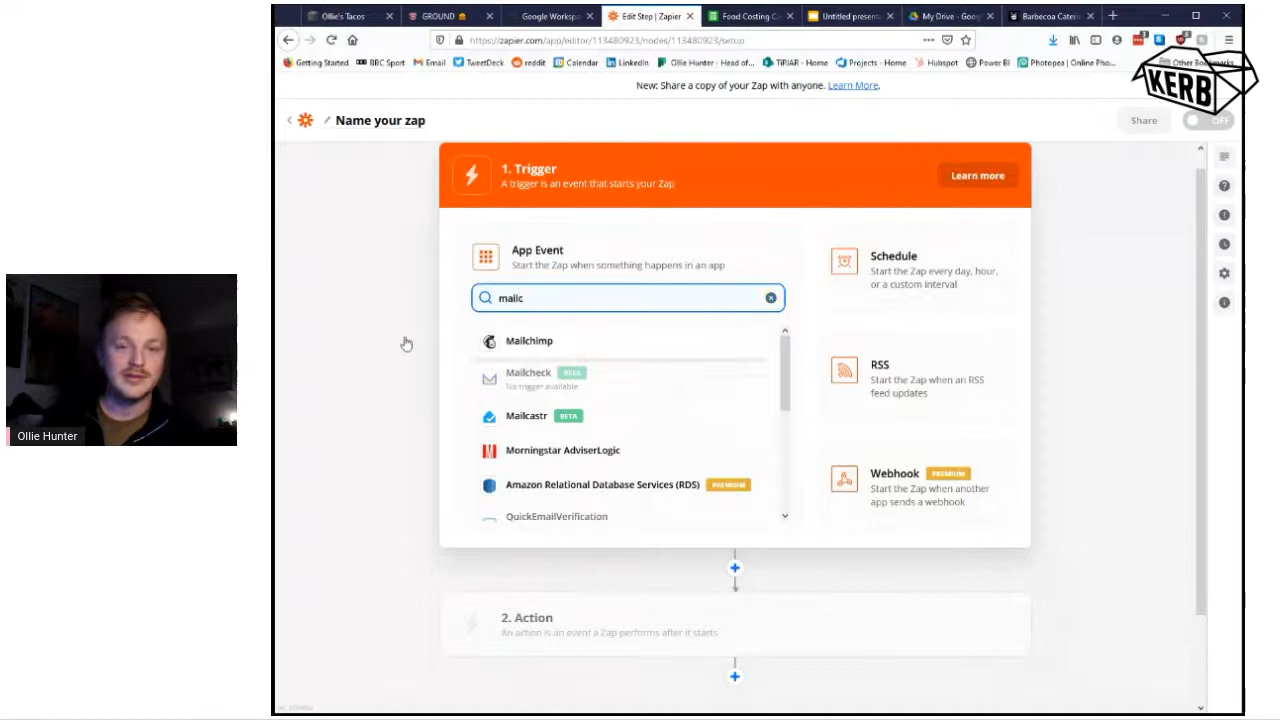 Ollie's Tacos
GROUND
Google Workspa
Edit Step | Zapier
Food Costing C
Untitled present
My Drive - Goog
Barbecoa Cateri
https://zapier.com/app/editor/113480923/nodes/113480923/setup
Getting Started
BBC Sport
Email
TweetDeck
reddit
Calendar
LinkedIn
Ollie Hunter - Head of...
TiPJAR - Home
Projects - Home
Hubspot
Power BI
Photopea | Online Pho...
Other Bookmarks
KERB
New: Share a copy of your Zap with anyone. Learn More.
Name your zap
Share
OFF
1. Trigger
A trigger is an event that starts your Zap
Learn more
App Event
Start the Zap when something happens in an app
mailc
Mailchimp
Mailcheck BETA
No trigger available
Mailcastr BETA
Morningstar AdviserLogic
Amazon Relational Database Services (RDS) PREMIUM
QuickEmailVerification
Schedule
Start the Zap every day, hour,
or a custom interval
RSS
Start the Zap when an RSS
feed updates
Webhook PREMIUM
Start the Zap when another
app sends a webhook
2. Action
An action is an event a Zap performs after it starts
Ollie Hunter